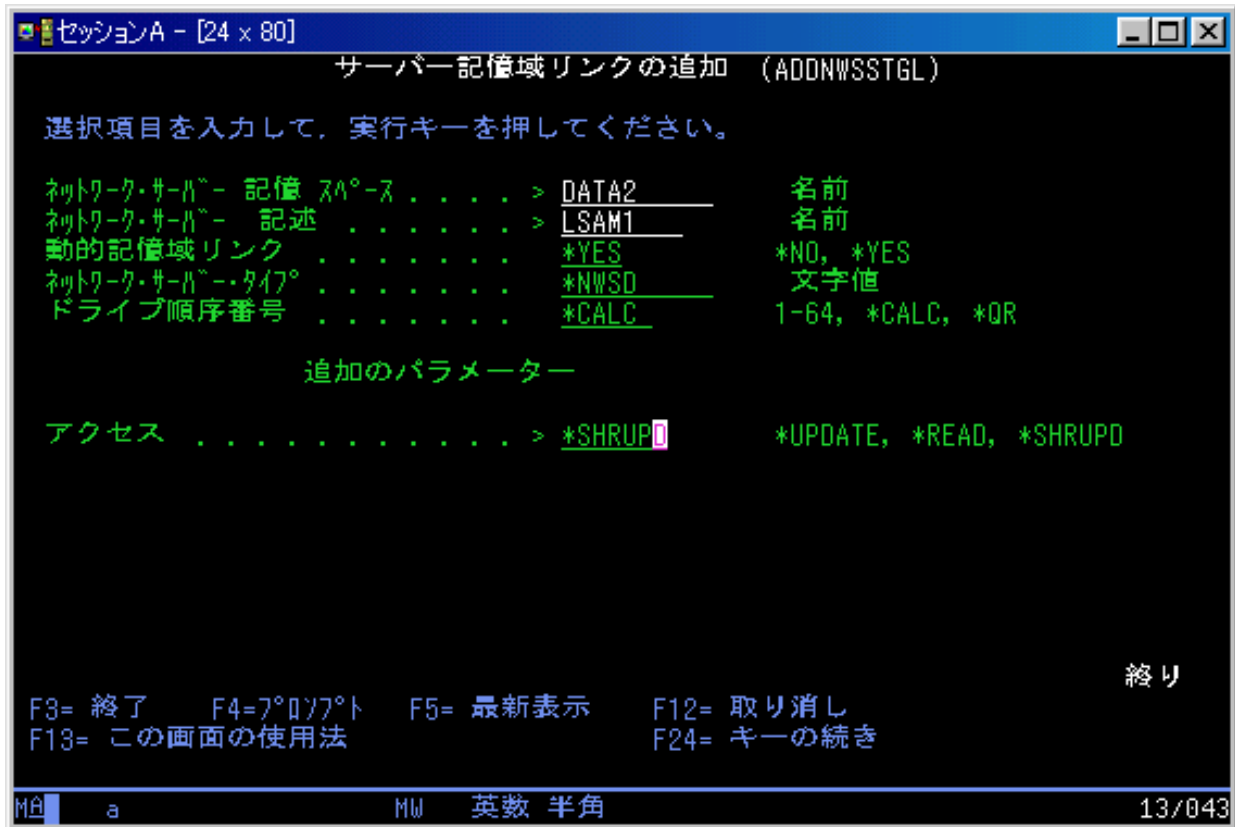 セッションA - [24 x 80]
サーバー記憶域リンクの追加 (ADDNWSSTGL)
選択項目を入力して, 実行キーを押してください。
ﾈｯﾄﾜｰｸ･ｻｰﾊﾞｰ 記憶 ｽﾍﾟｰｽ . . . . > DATA2 名前
ﾈｯﾄﾜｰｸ･ｻｰﾊﾞｰ 記述 . . . . . . > LSAM1 名前
動的記憶域リンク . . . . . . . *YES *NO, *YES
ﾈｯﾄﾜｰｸ･ｻｰﾊﾞｰ･ﾀｲﾌﾟ . . . . . . . *NWSD 文字値
ドライブ順序番号 . . . . . . . *CALC 1-64, *CALC, *QR
追加のパラメーター
アクセス . . . . . . . . . . . > *SHRUPD *UPDATE, *READ, *SHRUPD
終り
F3= 終了 F4=ﾌﾟﾛﾝﾌﾟﾄ F5= 最新表示 F12= 取り消し
F13= この画面の使用法 F24= キーの続き
MA a MW 英数 半角 13/043